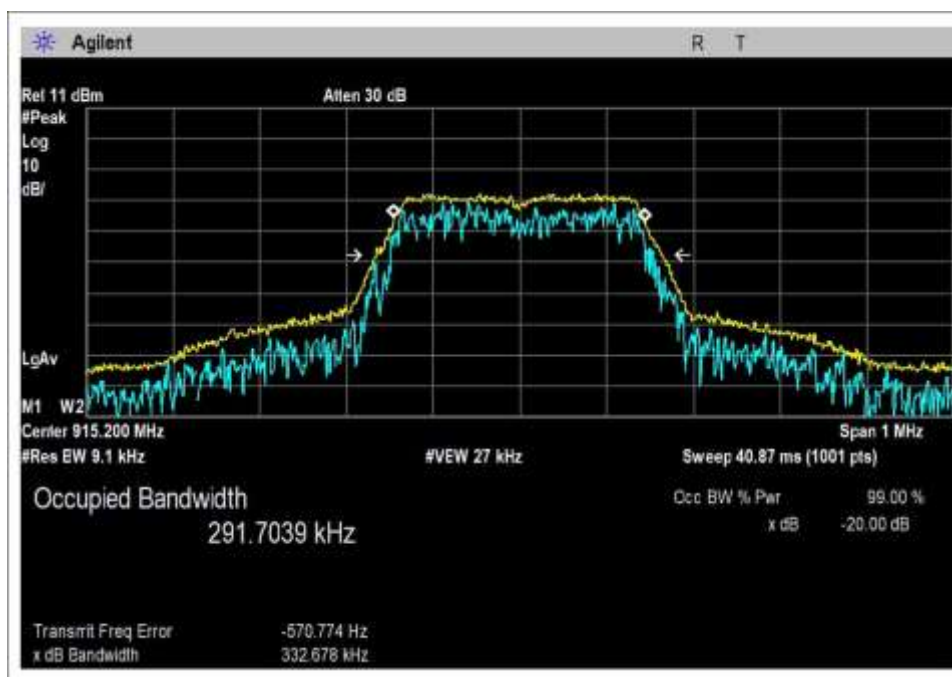 Agilent R T
Ref 11 dBm Atten 30 dB
#Peak
Log
10
dB/
LgAv
M1 W2
Center 915.200 MHz Span 1 MHz
#Res BW 9.1 kHz #VBW 27 kHz Sweep 40.87 ms (1001 pts)
Occupied Bandwidth Occ BW % Pwr 99.00 %
291.7039 kHz x dB -20.00 dB
Transmit Freq Error -570.774 Hz
x dB Bandwidth 332.678 kHz